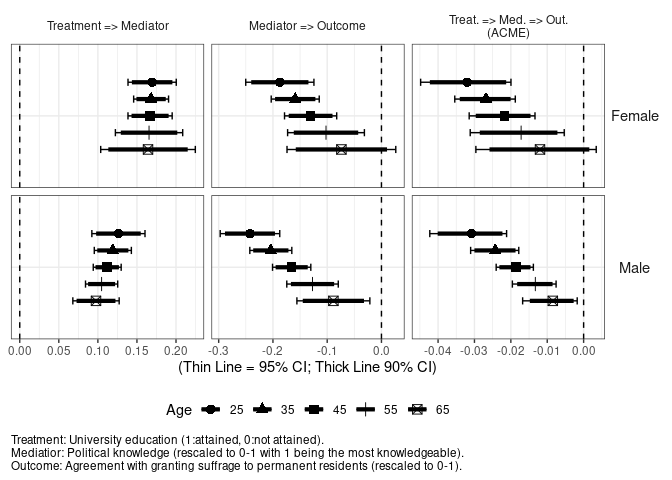 Treatment => Mediator
Mediator => Outcome
Treat. => Med. => Out.
(ACME)
Female
Male
0.00 0.05 0.10 0.15 0.20
-0.3 -0.2 -0.1 0.0
-0.04 -0.03 -0.02 -0.01 0.00
(Thin Line = 95% CI; Thick Line 90% CI)
Age 25 35 45 55 65
Treatment: University education (1:attained, 0:not attained).
Mediatior: Political knowledge (rescaled to 0-1 with 1 being the most knowledgeable).
Outcome: Agreement with granting suffrage to permanent residents (rescaled to 0-1).